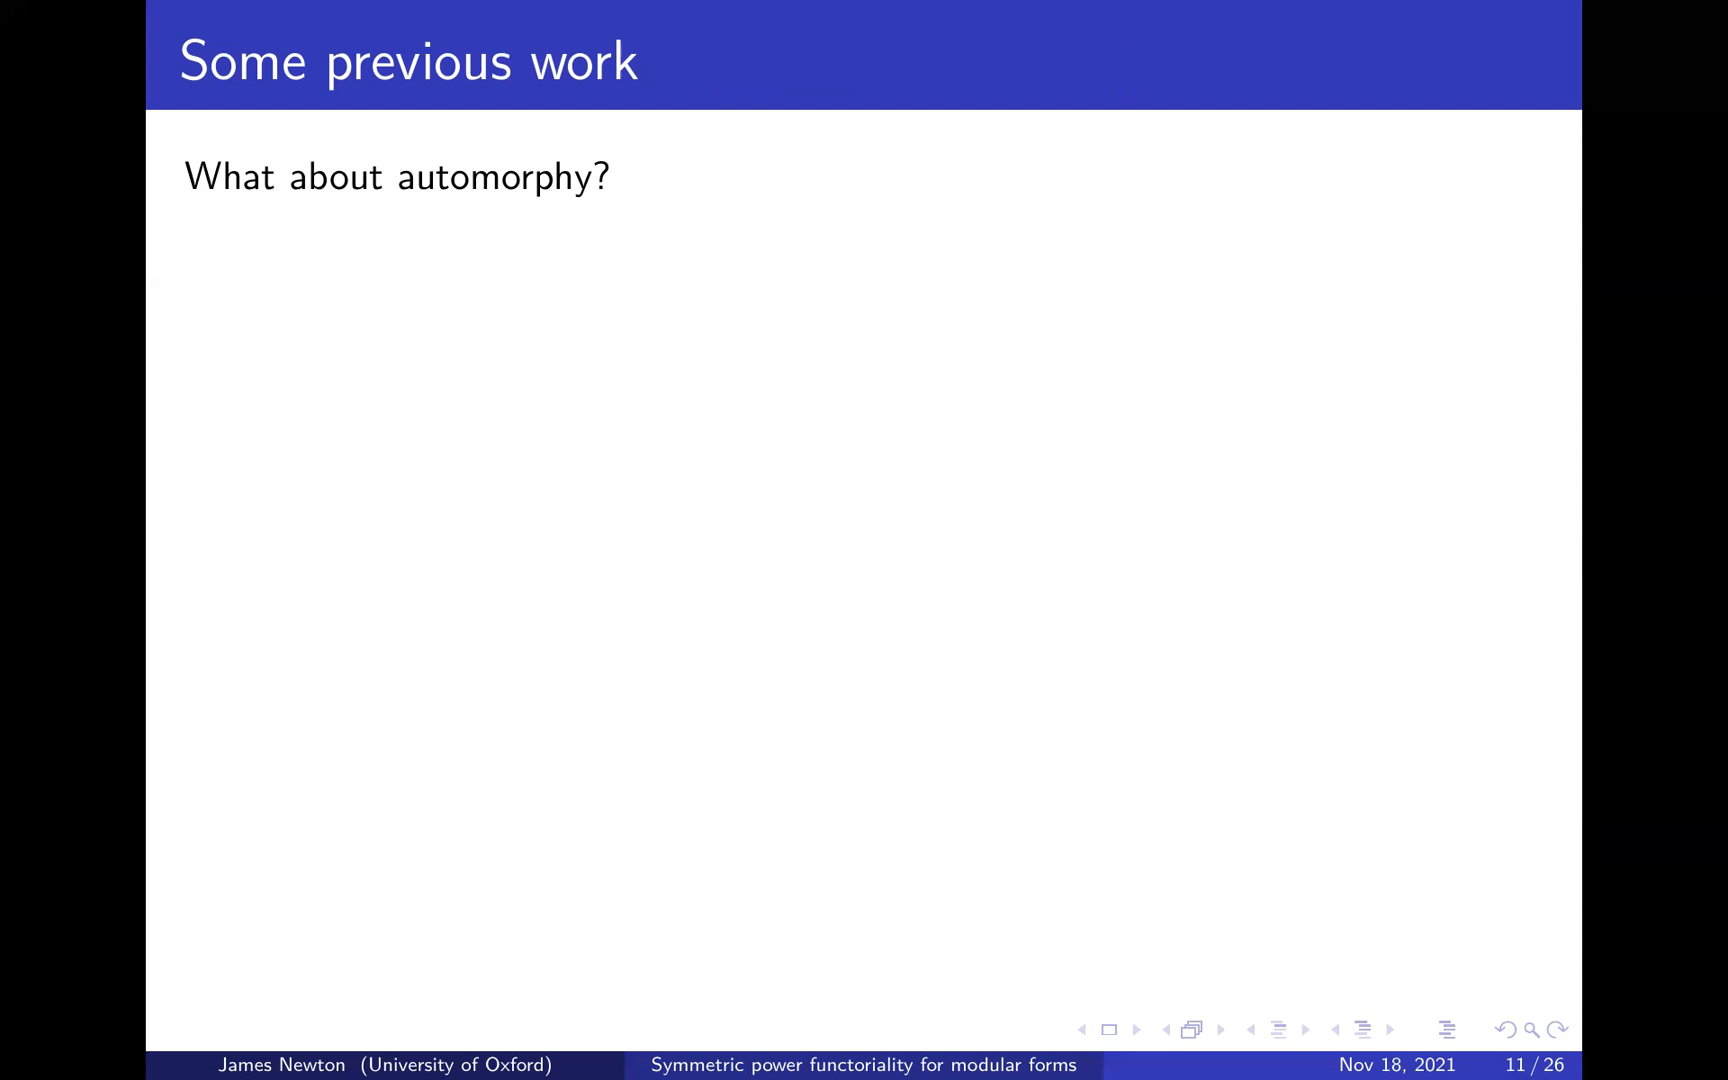 Some previous work
What about automorphy?
James Newton (University of Oxford)
Symmetric power functoriality for modular forms
Nov 18, 2021
11 / 26